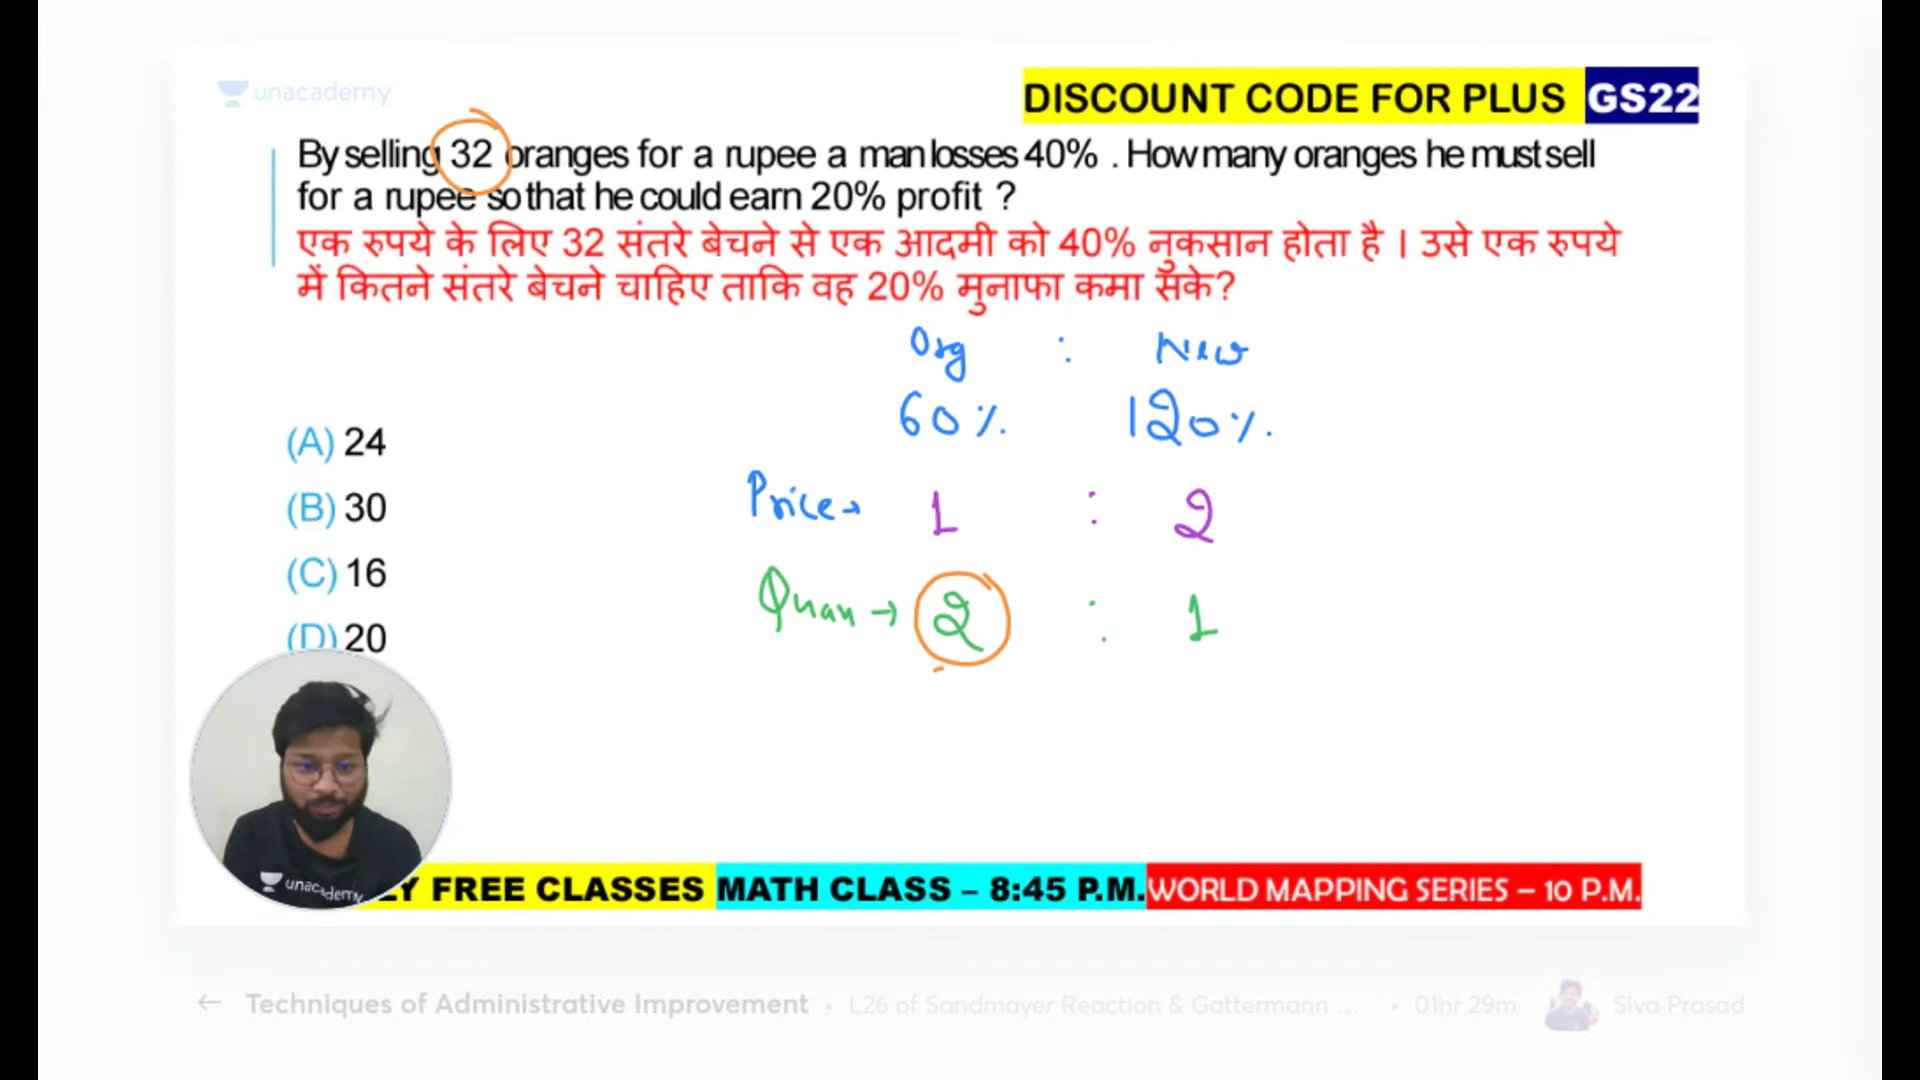 unacademy
DISCOUNT CODE FOR PLUS GS22
By selling 32 oranges for a rupee a man losses 40% . How many oranges he must sell
for a rupee so that he could earn 20% profit ?
एक रुपये के लिए 32 संतरे बेचने से एक आदमी को 40% नुकसान होता है । उसे एक रुपये
में कितने संतरे बेचने चाहिए ताकि वह 20% मुनाफा कमा सके?
Org : New
60% 120%.
(A) 24
Price→ 1 : 2
(B) 30
(C) 16
Quan → 2 : 1
(D) 20
unacademy
FREE CLASSES MATH CLASS – 8:45 P.M. WORLD MAPPING SERIES – 10 P.M.
← Techniques of Administrative Improvement • L26 of Sandmayer Reaction & Gattermann ... • 01hr 29m Siva Prasad